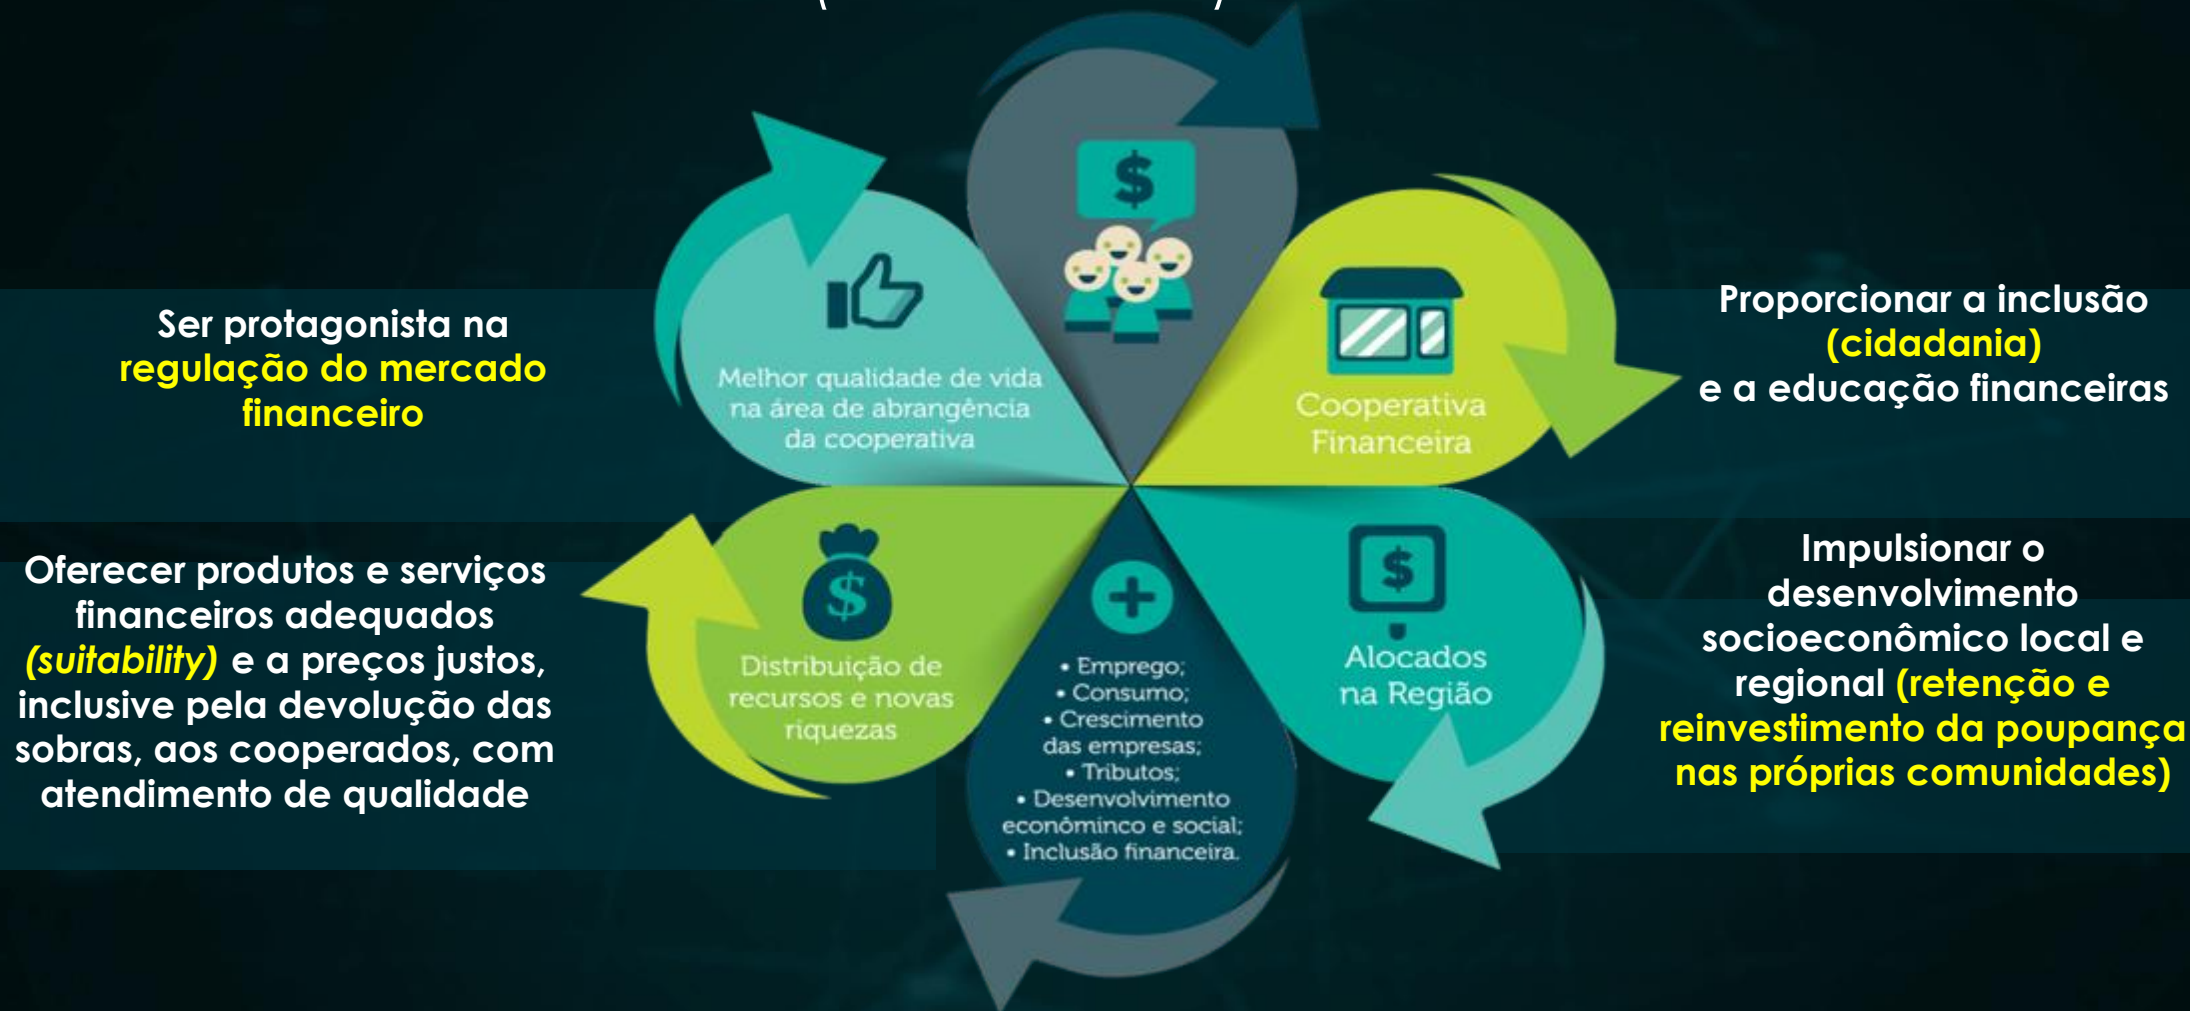 Ser protagonista na
regulação do mercado
financeiro
Oferecer produtos e serviços
financeiros adequados
(suitability) e a preços justos,
inclusive pela devolução das
sobras, aos cooperados, com
atendimento de qualidade
$
Melhor qualidade de vida
na área de abrangência
da cooperativa
Cooperativa
Financeira
$
Distribuição de
recursos e novas
riquezas
• Emprego;
• Consumo;
• Crescimento
das empresas;
• Tributos;
• Desenvolvimento
econôminco e social;
• Inclusão financeira.
$
Alocados
na Região
Proporcionar a inclusão
(cidadania)
e a educação financeiras
Impulsionar o
desenvolvimento
socioeconômico local e
regional (retenção e
reinvestimento da poupança
nas próprias comunidades)